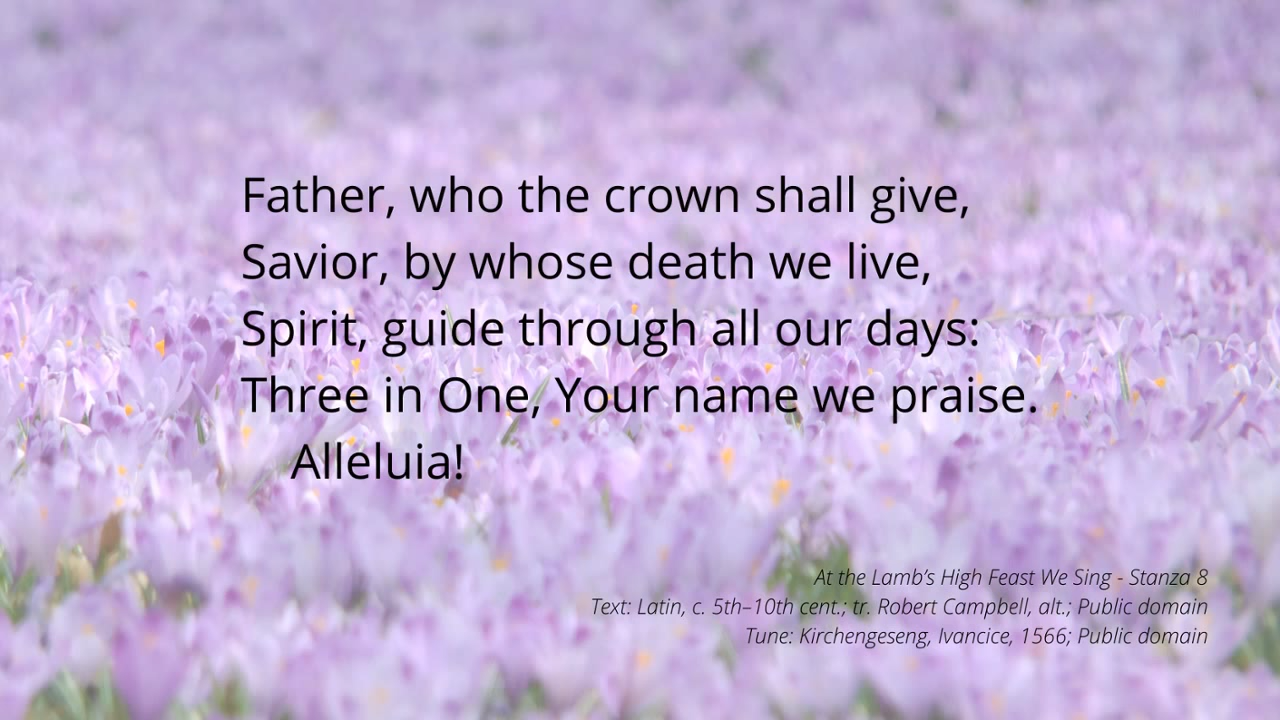 Father, who the crown shall give,
Savior, by whose death we live,
Spirit, guide through all our days:
Three in One, Your name we praise.
Alleluia!
At the Lamb’s High Feast We Sing - Stanza 8
Text: Latin, c. 5th–10th cent.; tr. Robert Campbell, alt.; Public domain
Tune: Kirchengeseng, Ivancice, 1566; Public domain